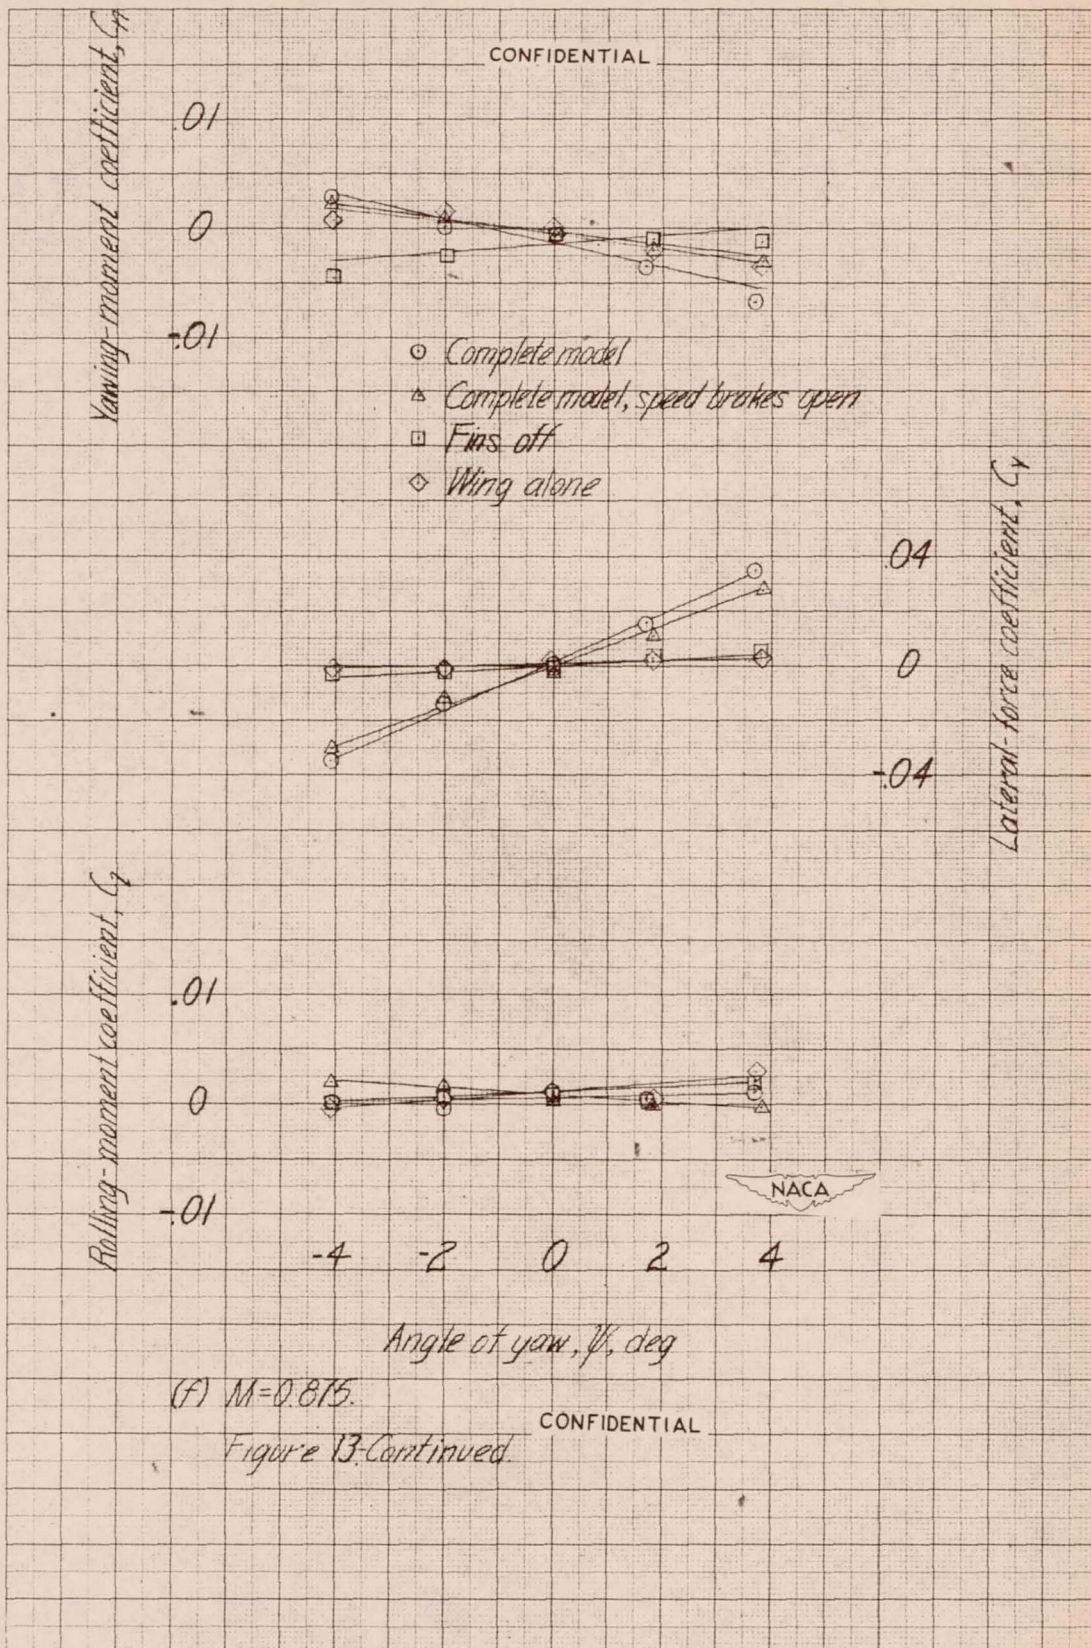 CONFIDENTIAL
Yawing-moment coefficient, Cn
.01
0
-.01
Complete model
Complete model, speed brakes open
Fins off
Wing alone
Lateral-force coefficient, CY
.04
0
-.04
Rolling-moment coefficient, Cl
.01
0
-.01
NACA
-4 -2 0 2 4
Angle of yaw, ψ, deg
(f) M=0.875.
CONFIDENTIAL
Figure 13.-Continued.